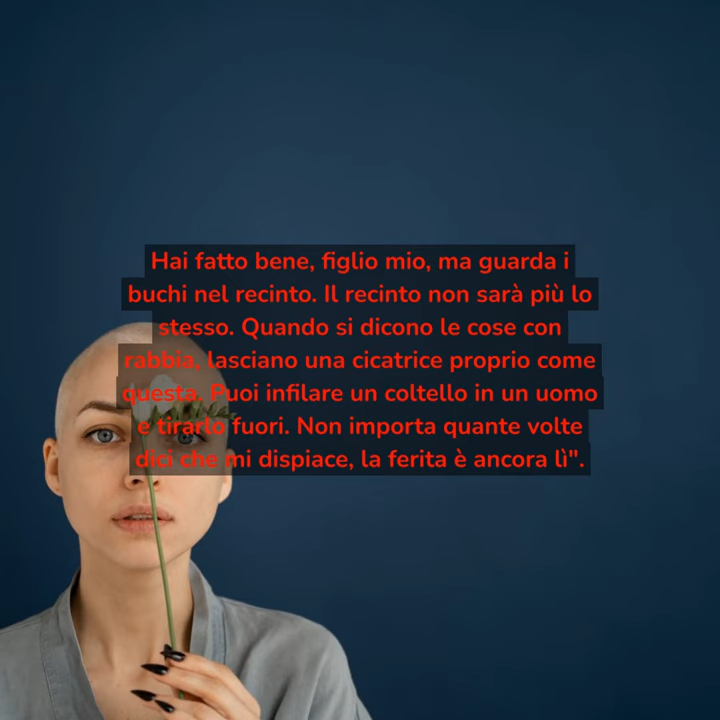 Hai fatto bene, figlio mio, ma guarda i
buchi nel recinto. Il recinto non sarà più lo
stesso. Quando si dicono le cose con
rabbia, lasciano una cicatrice proprio come
questa. Puoi infilare un coltello in un uomo
e tirarlo fuori. Non importa quante volte
dici che mi dispiace, la ferita è ancora lì".